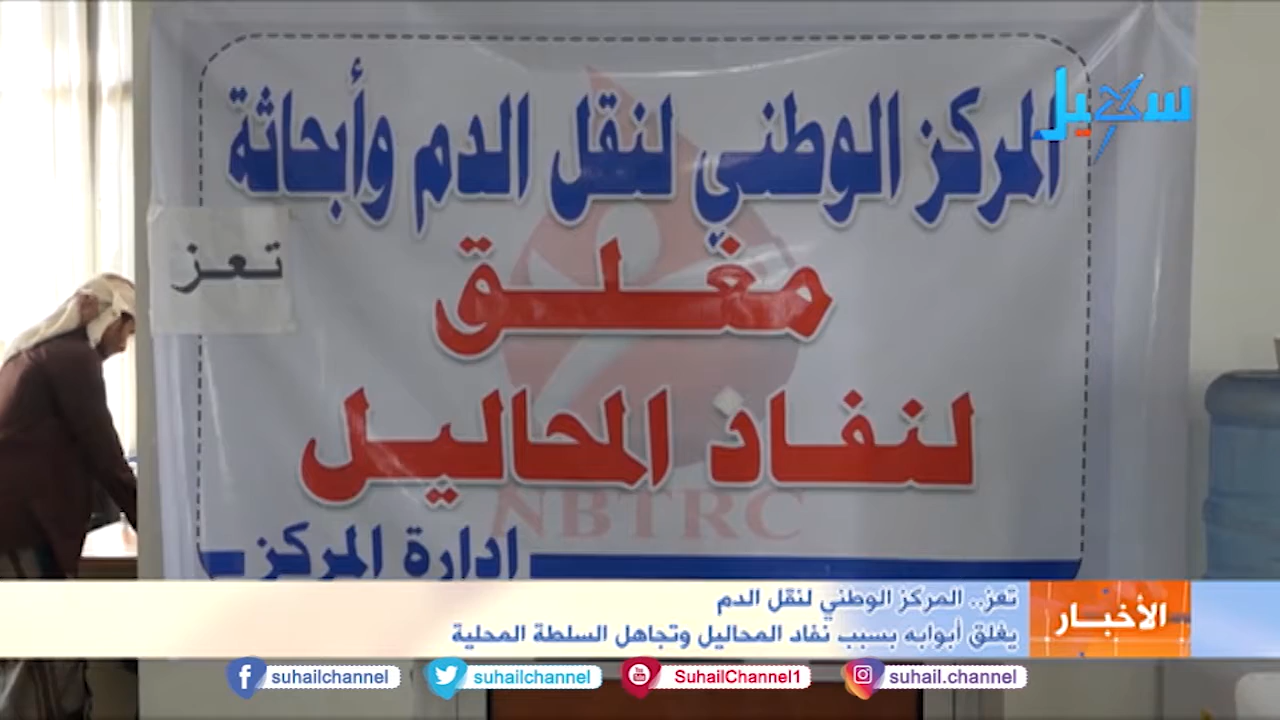 سهيل
المركز الوطني لنقل الدم وأبحاثة
تعز
مغلق
لنفاذ المحاليل
NBTRC
ادارة المركز
الأخبار
تعز.. المركز الوطني لنقل الدم
يغلق أبوابه بسبب نفاد المحاليل وتجاهل السلطة المحلية
suhailchannel
suhailchannel
SuhailChannel1
suhail.channel